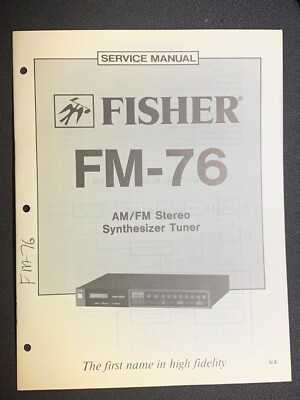 SERVICE MANUAL
FISHER
FM-76
AM/FM Stereo
Synthesizer Tuner
FM-76
The first name in high fidelity